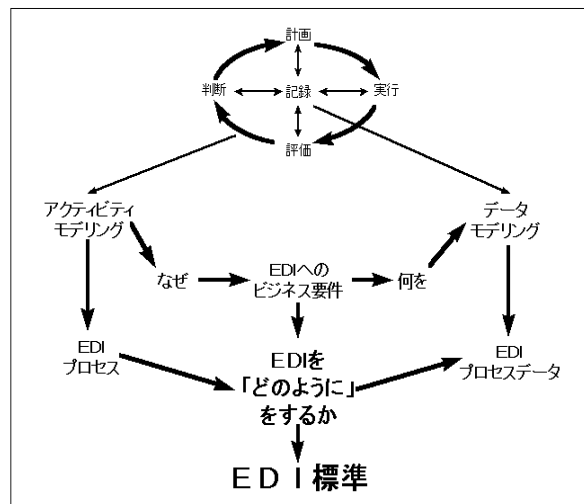 計画
判断
記録
実行
評価
アクティビティ
モデリング
データ
モデリング
なぜ
EDIへの
ビジネス要件
何を
EDI
プロセス
EDIを
「どのように」
をするか
EDI
プロセスデータ
ＥＤＩ標準